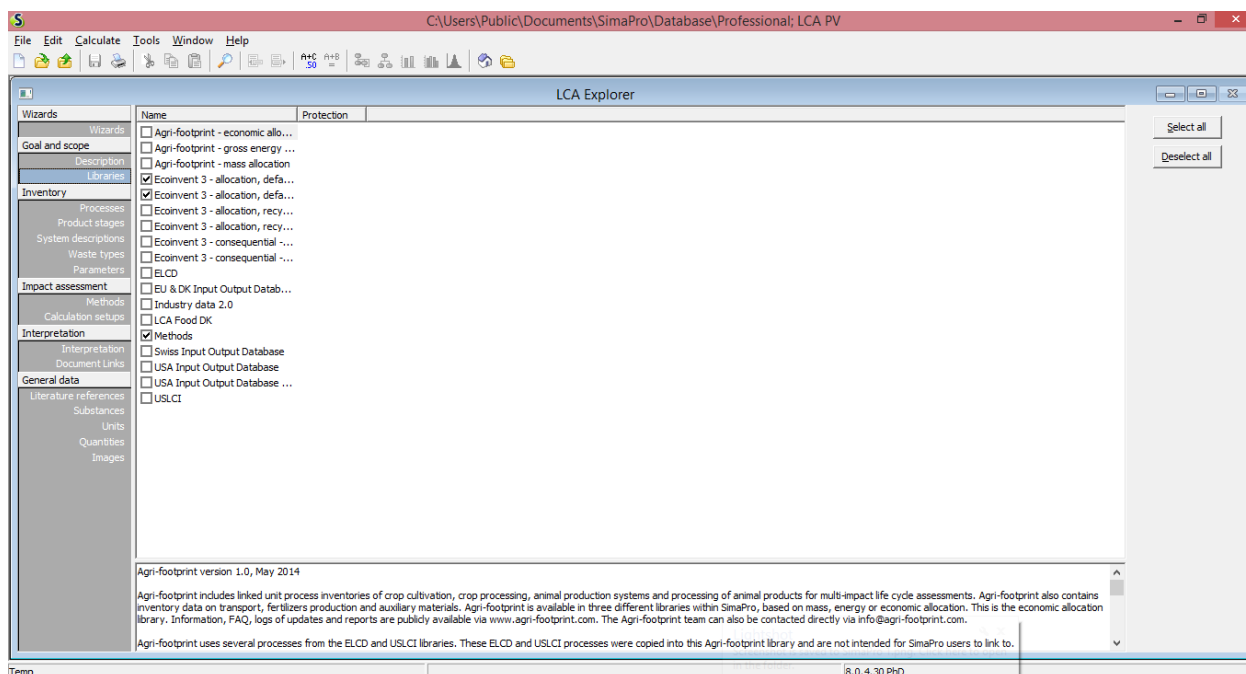 C:\Users\Public\Documents\SimaPro\Database\Professional; LCA PV
File Edit Calculate Tools Window Help
LCA Explorer
Wizards
Wizards
Goal and scope
Description
Libraries
Inventory
Processes
Product stages
System descriptions
Waste types
Parameters
Impact assessment
Methods
Calculation setups
Interpretation
Interpretation
Document Links
General data
Literature references
Substances
Units
Quantities
Images
Name Protection
Agri-footprint - economic allo...
Agri-footprint - gross energy ...
Agri-footprint - mass allocation
Ecoinvent 3 - allocation, defa...
Ecoinvent 3 - allocation, defa...
Ecoinvent 3 - allocation, recy...
Ecoinvent 3 - allocation, recy...
Ecoinvent 3 - consequential -...
Ecoinvent 3 - consequential -...
ELCD
EU & DK Input Output Datab...
Industry data 2.0
LCA Food DK
Methods
Swiss Input Output Database
USA Input Output Database
USA Input Output Database ...
USLCI
Select all
Deselect all
Agri-footprint version 1.0, May 2014
Agri-footprint includes linked unit process inventories of crop cultivation, crop processing, animal production systems and processing of animal products for multi-impact life cycle assessments. Agri-footprint also contains
inventory data on transport, fertilizers production and auxiliary materials. Agri-footprint is available in three different libraries within SimaPro, based on mass, energy or economic allocation. This is the economic allocation
library. Information, FAQ, logs of updates and reports are publicly available via www.agri-footprint.com. The Agri-footprint team can also be contacted directly via info@agri-footprint.com.
Agri-footprint uses several processes from the ELCD and USLCI libraries. These ELCD and USLCI processes were copied into this Agri-footprint library and are not intended for SimaPro users to link to.
Temp
8.0.4.30 PhD